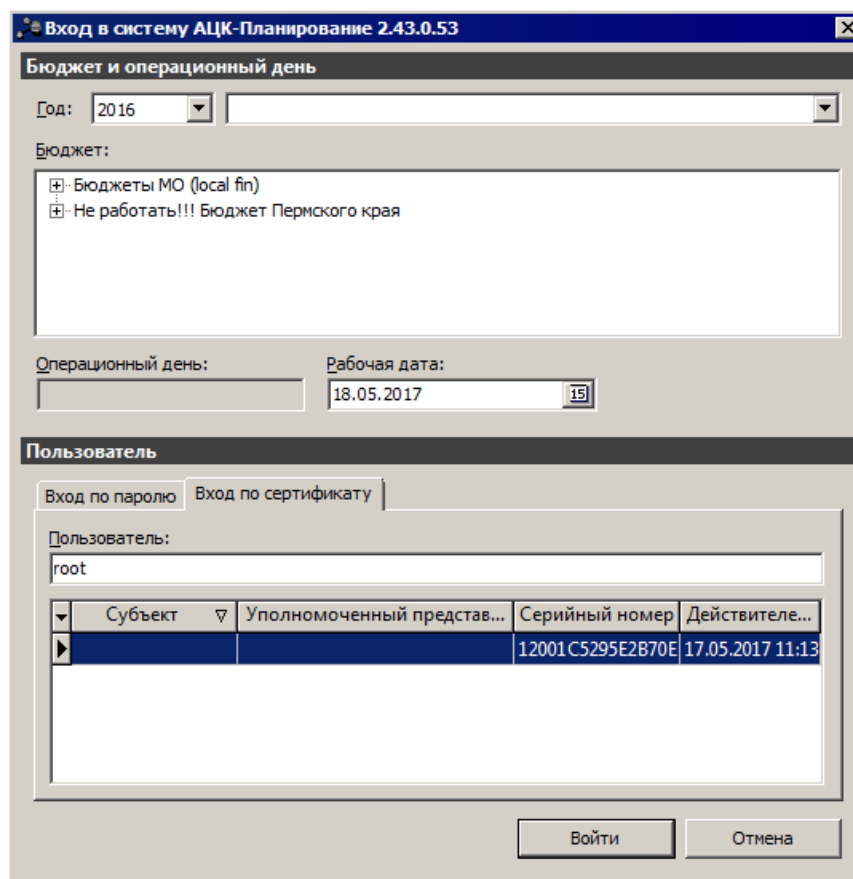 Вход в систему АЦК-Планирование 2.43.0.53
Бюджет и операционный день
Год: 2016
Бюджет:
Бюджеты МО (local fin)
Не работать!!! Бюджет Пермского края
Операционный день: Рабочая дата:
18.05.2017 15
Пользователь
Вход по паролю Вход по сертификату
Пользователь:
root
Субъект Уполномоченный представ... Серийный номер Действителе...
12001C5295E2B70E 17.05.2017 11:13
Войти Отмена